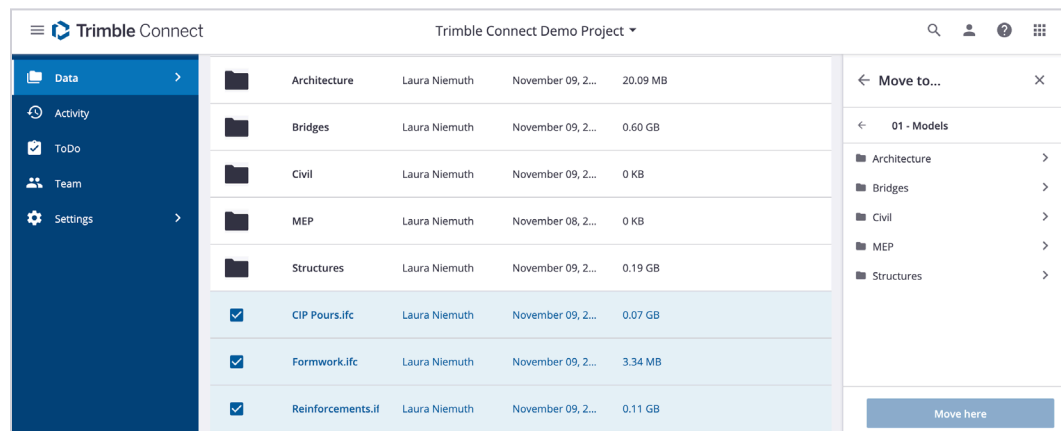 Trimble Connect
Trimble Connect Demo Project
Data
Activity
ToDo
Team
Settings
Architecture Laura Niemuth November 09, 2... 20.09 MB
Bridges Laura Niemuth November 09, 2... 0.60 GB
Civil Laura Niemuth November 09, 2... 0 KB
MEP Laura Niemuth November 08, 2... 0 KB
Structures Laura Niemuth November 09, 2... 0.19 GB
CIP Pours.ifc Laura Niemuth November 09, 2... 0.07 GB
Formwork.ifc Laura Niemuth November 09, 2... 3.34 MB
Reinforcements.if Laura Niemuth November 09, 2... 0.11 GB
Move to...
01 - Models
Architecture
Bridges
Civil
MEP
Structures
Move here